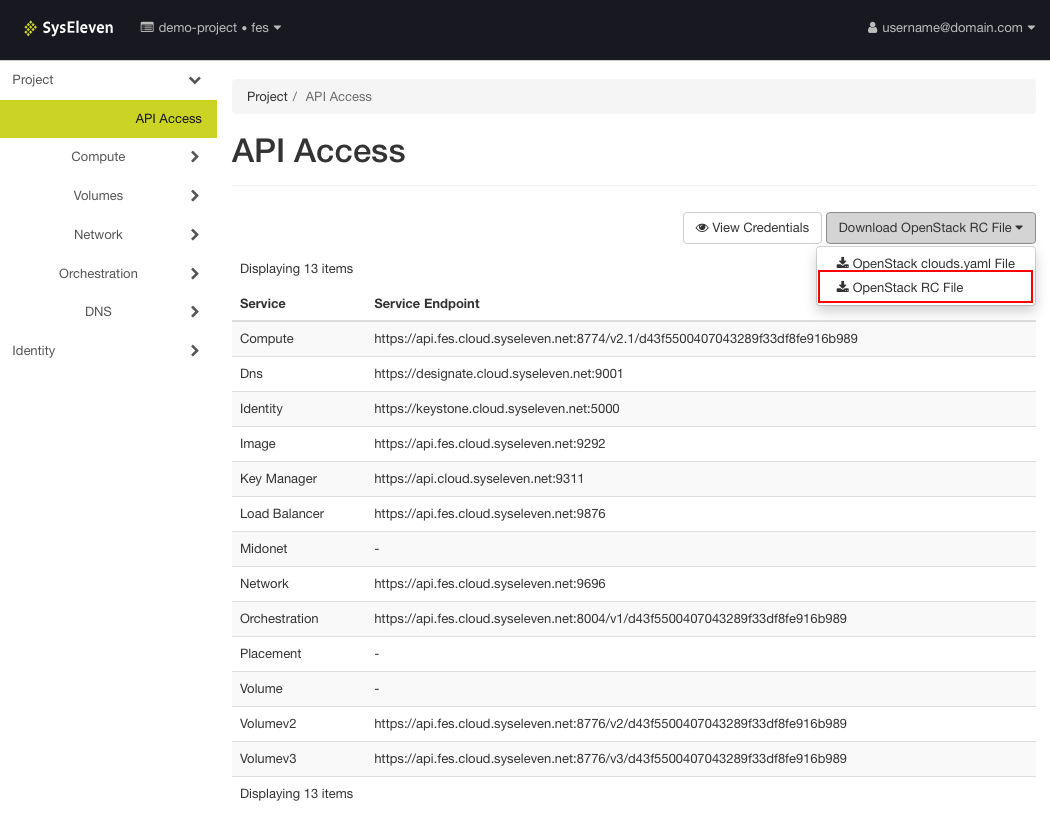 SysEleven
demo-project • fes
username@domain.com
Project
API Access
Compute
Volumes
Network
Orchestration
DNS
Identity
Project / API Access
API Access
View Credentials
Download OpenStack RC File
OpenStack clouds.yaml File
OpenStack RC File
Displaying 13 items
Service Service Endpoint
Compute https://api.fes.cloud.syseleven.net:8774/v2.1/d43f5500407043289f33df8fe916b989
Dns https://designate.cloud.syseleven.net:9001
Identity https://keystone.cloud.syseleven.net:5000
Image https://api.fes.cloud.syseleven.net:9292
Key Manager https://api.cloud.syseleven.net:9311
Load Balancer https://api.fes.cloud.syseleven.net:9876
Midonet -
Network https://api.fes.cloud.syseleven.net:9696
Orchestration https://api.fes.cloud.syseleven.net:8004/v1/d43f5500407043289f33df8fe916b989
Placement -
Volume -
Volumev2 https://api.fes.cloud.syseleven.net:8776/v2/d43f5500407043289f33df8fe916b989
Volumev3 https://api.fes.cloud.syseleven.net:8776/v3/d43f5500407043289f33df8fe916b989
Displaying 13 items